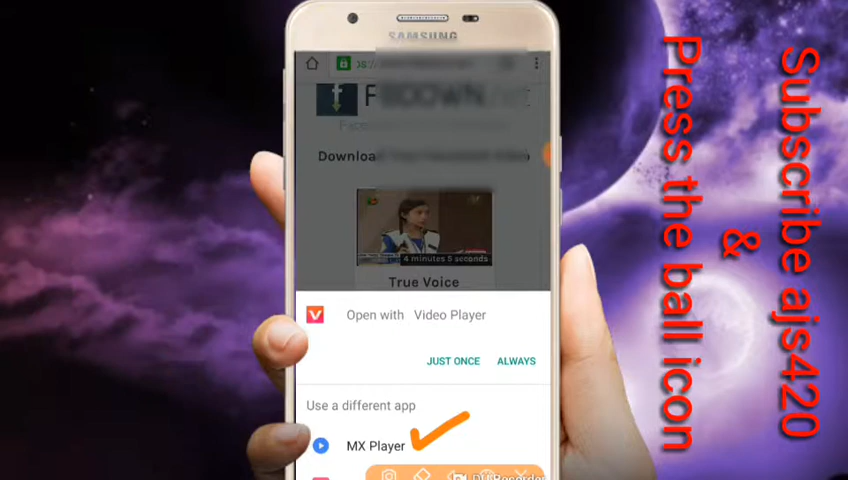 SAMSUNG
Download
4 minutes 5 seconds
True Voice
Open with Video Player
JUST ONCE ALWAYS
Use a different app
MX Player
Subscribe ajs420
&
Press the ball icon